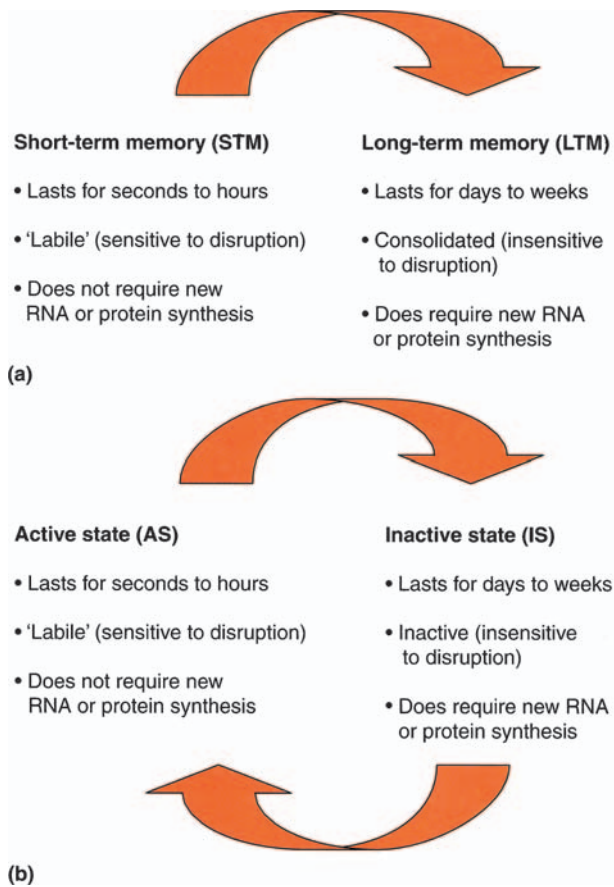 Short-term memory (STM)
• Lasts for seconds to hours
• 'Labile' (sensitive to disruption)
• Does not require new
RNA or protein synthesis
Long-term memory (LTM)
• Lasts for days to weeks
• Consolidated (insensitive
to disruption)
• Does require new RNA
or protein synthesis
(a)
Active state (AS)
• Lasts for seconds to hours
• 'Labile' (sensitive to disruption)
• Does not require new
RNA or protein synthesis
Inactive state (IS)
• Lasts for days to weeks
• Inactive (insensitive
to disruption)
• Does require new RNA
or protein synthesis
(b)